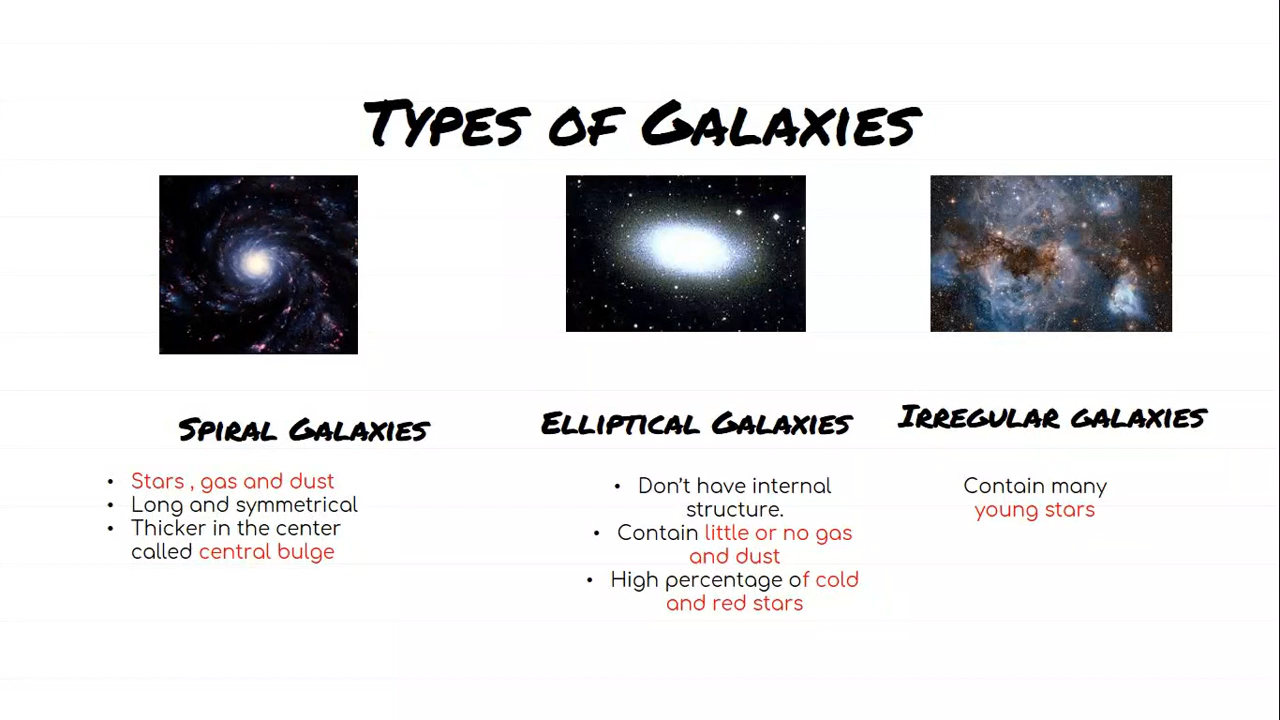 Types of Galaxies
Spiral Galaxies
• Stars , gas and dust
• Long and symmetrical
• Thicker in the center
called central bulge
Elliptical Galaxies
• Don't have internal
structure.
• Contain little or no gas
and dust
• High percentage of cold
and red stars
Irregular galaxies
Contain many
young stars